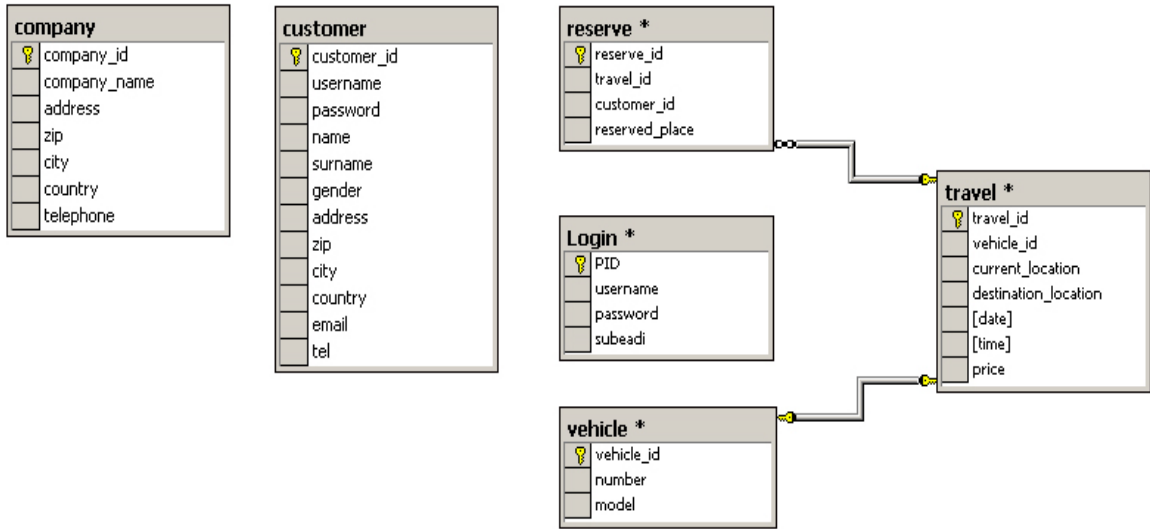 company
company_id
company_name
address
zip
city
country
telephone
customer
customer_id
username
password
name
surname
gender
address
zip
city
country
email
tel
reserve *
reserve_id
travel_id
customer_id
reserved_place
Login *
PID
username
password
subeadi
vehicle *
vehicle_id
number
model
travel *
travel_id
vehicle_id
current_location
destination_location
[date]
[time]
price